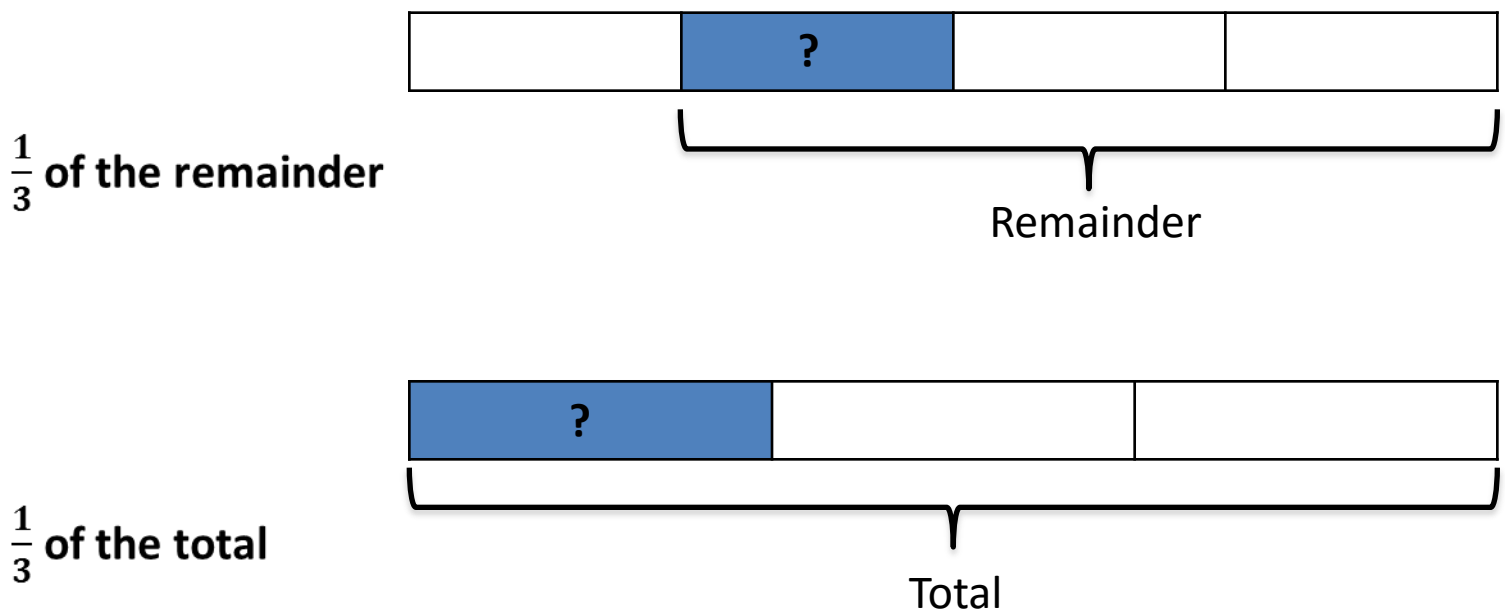 ?
1/3 of the remainder
Remainder
?
1/3 of the total
Total